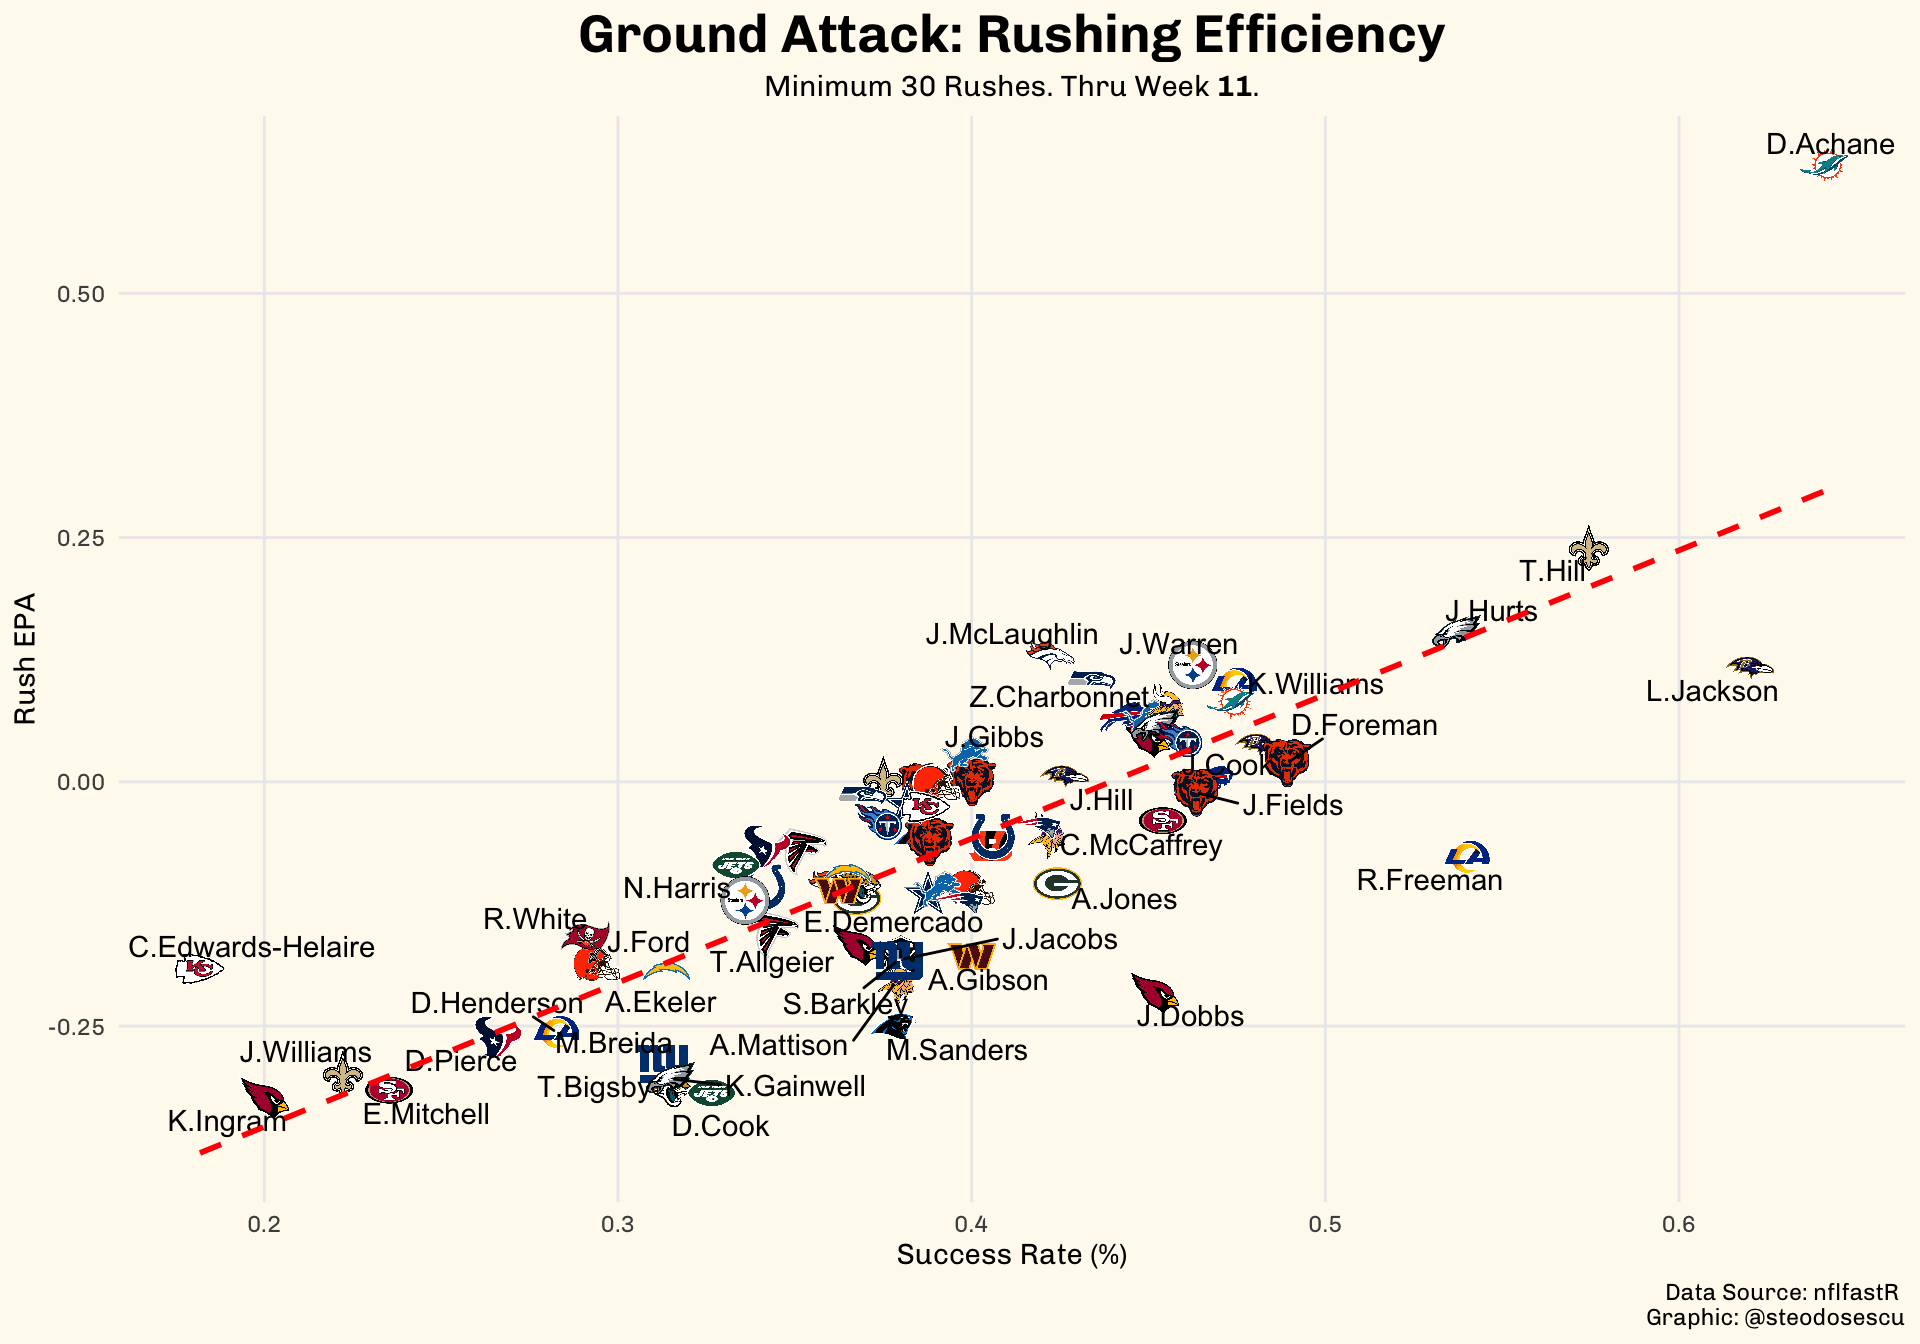 Ground Attack: Rushing Efficiency
Minimum 30 Rushes. Thru Week 11.
D.Achane
0.50
0.25
T.Hill
J.Hurts
J.McLaughlin
J.Warren
K.Williams
L.Jackson
Z.Charbonnet
D.Foreman
J.Gibbs
J.Cook
0.00
J.Hill
J.Fields
C.McCaffrey
R.Freeman
N.Harris
A.Jones
R.White
E.Demercado
J.Ford
J.Jacobs
C.Edwards-Helaire
T.Allgeier
A.Gibson
D.Henderson
A.Ekeler
S.Barkley
J.Dobbs
-0.25
M.Breida
A.Mattison
M.Sanders
J.Williams
D.Pierce
T.Bigsby
K.Gainwell
E.Mitchell
K.Ingram
D.Cook
Rush EPA
0.2
0.3
0.4
0.5
0.6
Success Rate (%)
Data Source: nflfastR
Graphic: @steodosescu